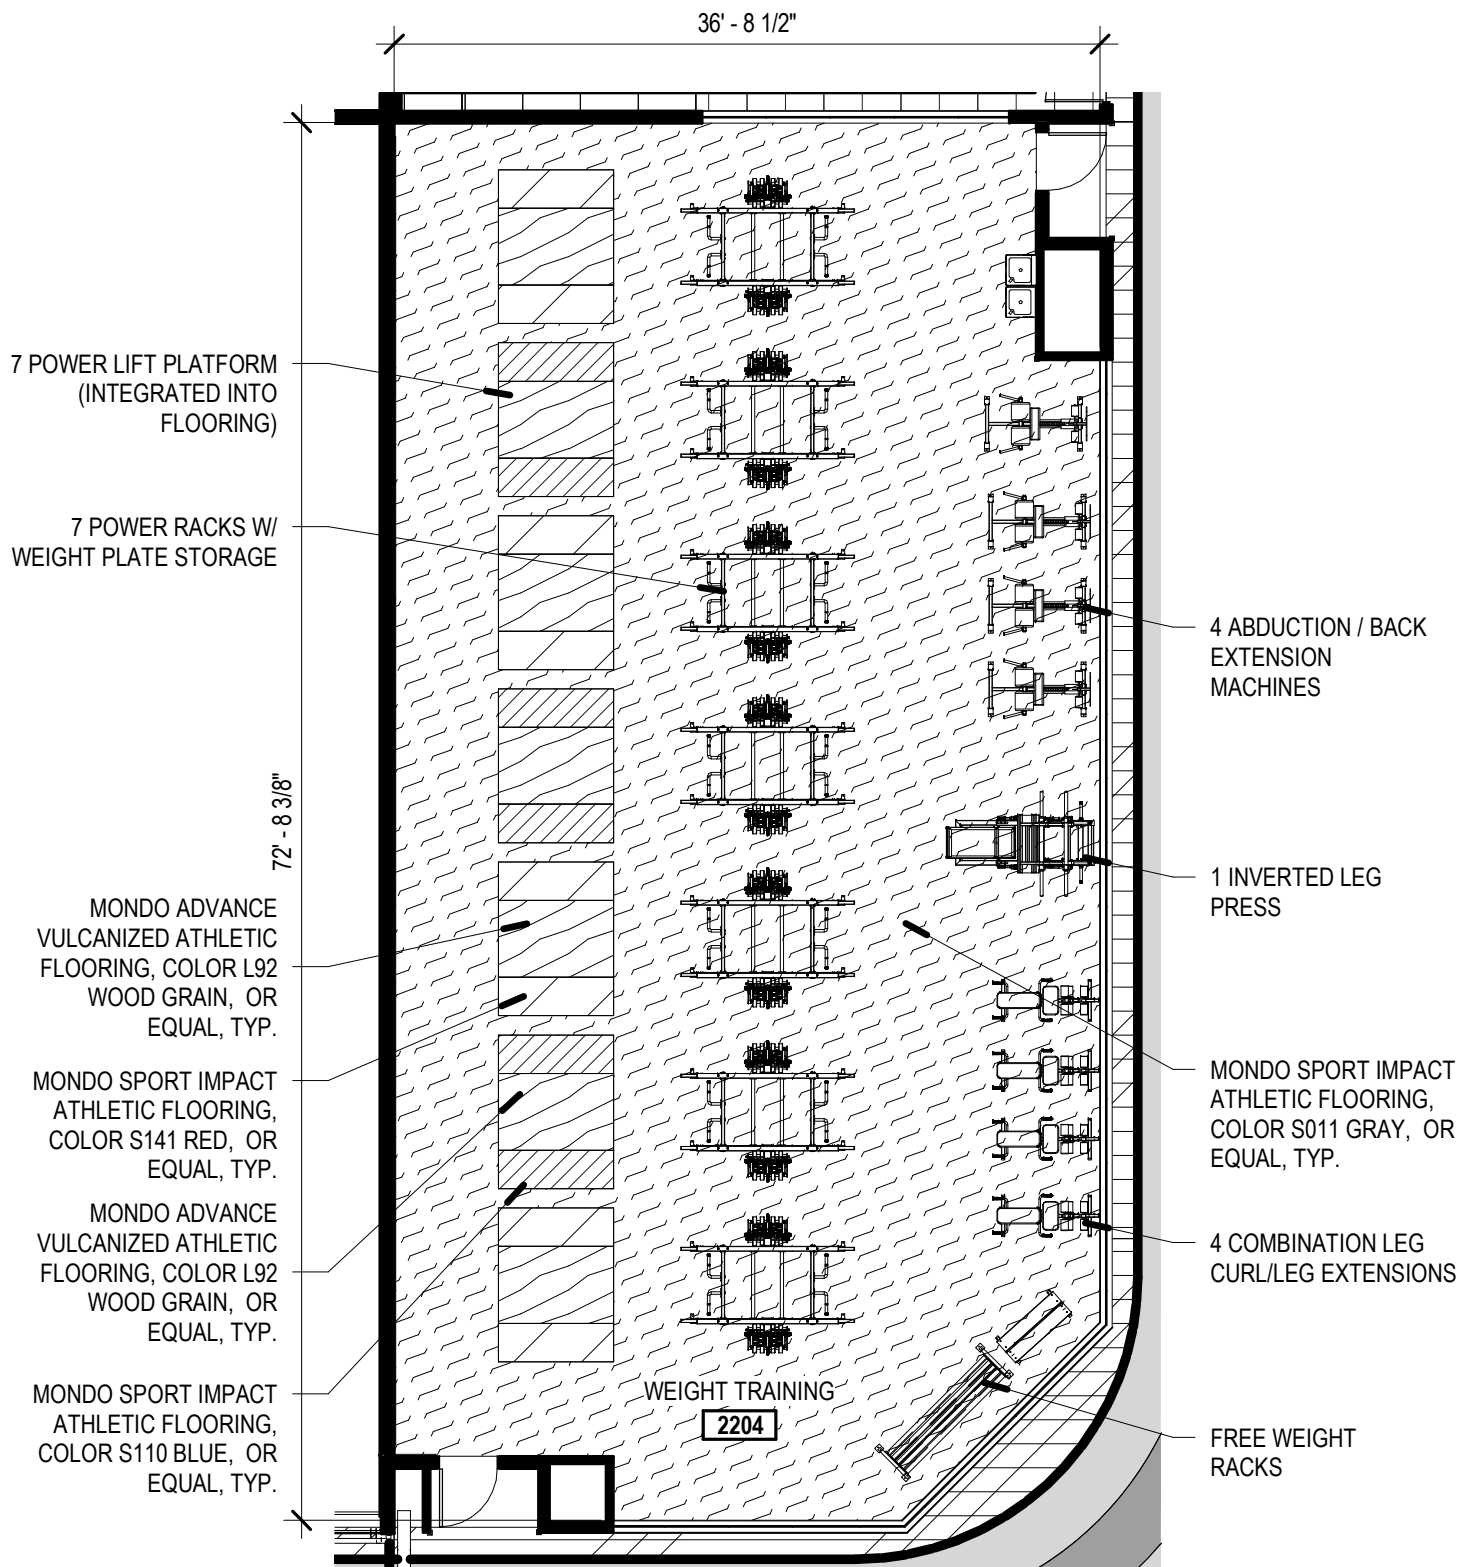 36' - 8 1/2"
72' - 8 3/8"
7 POWER LIFT PLATFORM
(INTEGRATED INTO
FLOORING)
7 POWER RACKS W/
WEIGHT PLATE STORAGE
MONDO ADVANCE
VULCANIZED ATHLETIC
FLOORING, COLOR L92
WOOD GRAIN, OR
EQUAL, TYP.
MONDO SPORT IMPACT
ATHLETIC FLOORING,
COLOR S141 RED, OR
EQUAL, TYP.
MONDO ADVANCE
VULCANIZED ATHLETIC
FLOORING, COLOR L92
WOOD GRAIN, OR
EQUAL, TYP.
MONDO SPORT IMPACT
ATHLETIC FLOORING,
COLOR S110 BLUE, OR
EQUAL, TYP.
WEIGHT TRAINING
2204
4 ABDUCTION / BACK
EXTENSION
MACHINES
1 INVERTED LEG
PRESS
MONDO SPORT IMPACT
ATHLETIC FLOORING,
COLOR S011 GRAY, OR
EQUAL, TYP.
4 COMBINATION LEG
CURL/LEG EXTENSIONS
FREE WEIGHT
RACKS